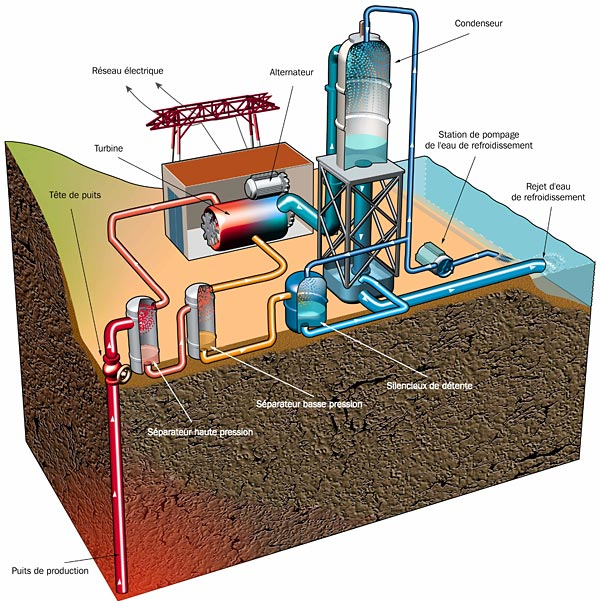 Condenseur
Réseau électrique
Alternateur
Turbine
Station de pompage
de l'eau de refroidissement
Tête de puits
Rejet d'eau
de refroidissement
Silencieux de détente
Séparateur basse pression
Séparateur haute pression
Puits de production